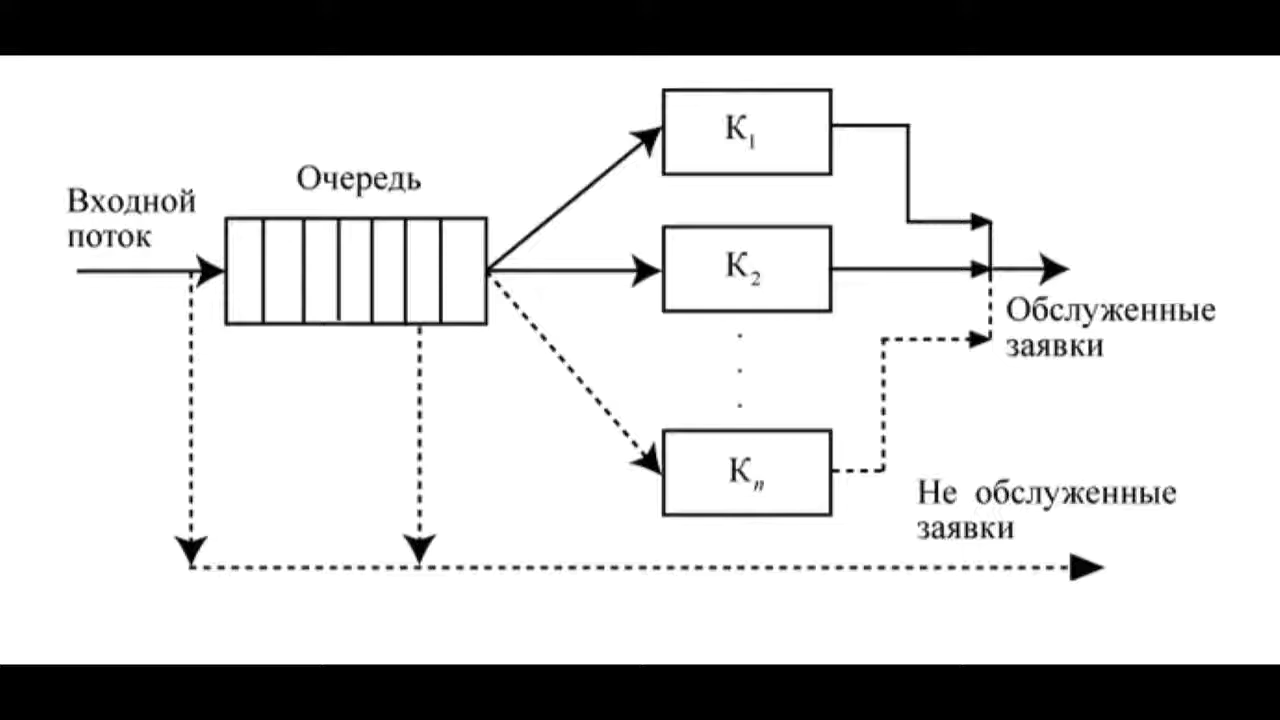 Входной
поток
Очередь
К₁
К₂
Кₙ
Обслуженные
заявки
Не обслуженные
заявки